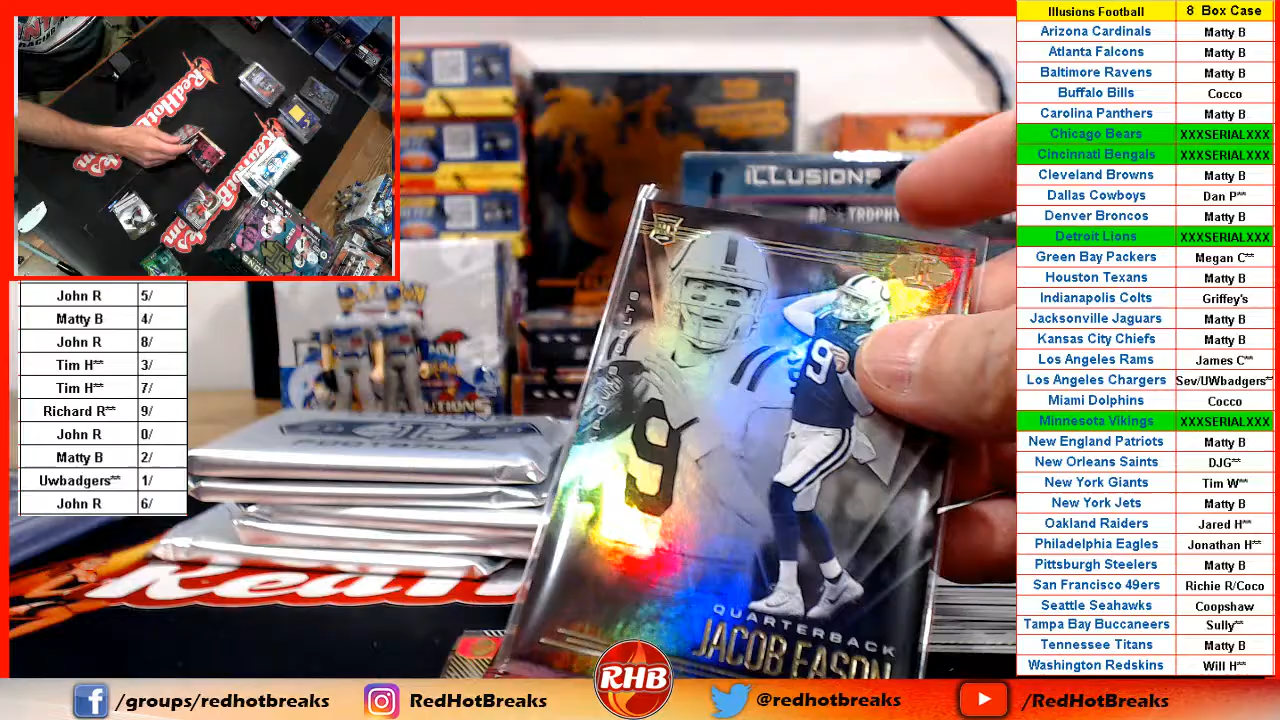 Illusions Football 8 Box Case
Arizona Cardinals Matty B
Atlanta Falcons Matty B
Baltimore Ravens Matty B
Buffalo Bills Cocco
Carolina Panthers Matty B
Chicago Bears XXXSERIALXXX
Cincinnati Bengals XXXSERIALXXX
Cleveland Browns Matty B
Dallas Cowboys Dan P**
Denver Broncos Matty B
Detroit Lions XXXSERIALXXX
Green Bay Packers Megan C**
Houston Texans Matty B
Indianapolis Colts Griffey's
Jacksonville Jaguars Matty B
Kansas City Chiefs Matty B
Los Angeles Rams James C**
Los Angeles Chargers Sev/UWbadgers**
Miami Dolphins Cocco
Minnesota Vikings XXXSERIALXXX
New England Patriots Matty B
New Orleans Saints DJG**
New York Giants Tim W**
New York Jets Matty B
Oakland Raiders Jared H**
Philadelphia Eagles Jonathan H**
Pittsburgh Steelers Matty B
San Francisco 49ers Richie R/Coco
Seattle Seahawks Coopshaw
Tampa Bay Buccaneers Sully**
Tennessee Titans Matty B
Washington Redskins Will H**
John R 5/
Matty B 4/
John R 8/
Tim H** 3/
Tim H** 7/
Richard R** 9/
John R 0/
Matty B 2/
Uwbadgers** 1/
John R 6/
ILLUSIONS
TROPHY
COLTS
9
9
QUARTERBACK
JACOB EASON
RHB
/groups/redhotbreaks
RedHotBreaks
@redhotbreaks
/RedHotBreaks